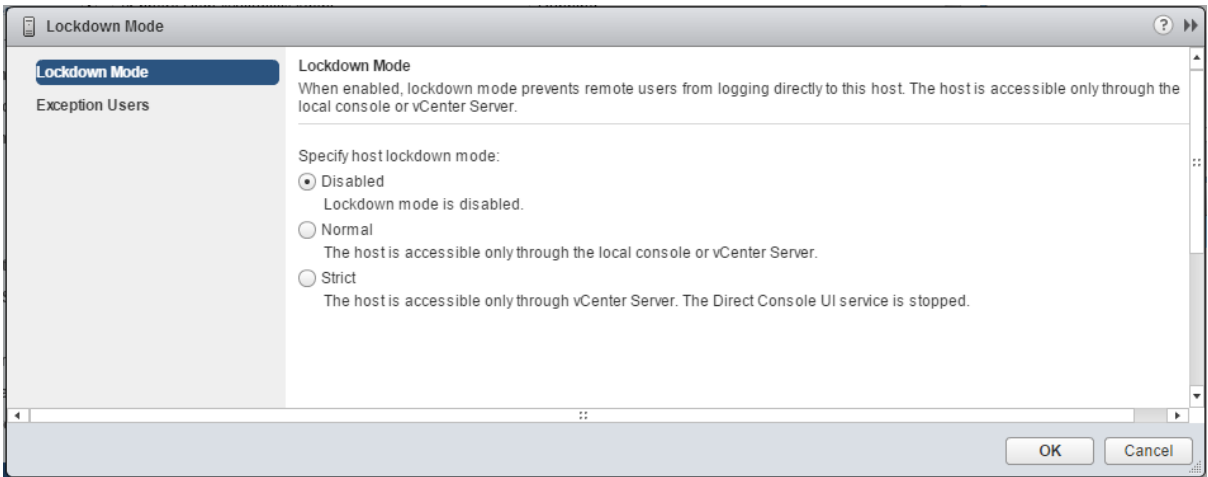 Lockdown Mode
?
Lockdown Mode
Exception Users
Lockdown Mode
When enabled, lockdown mode prevents remote users from logging directly to this host. The host is accessible only through the
local console or vCenter Server.
Specify host lockdown mode:
Disabled
Lockdown mode is disabled.
Normal
The host is accessible only through the local console or vCenter Server.
Strict
The host is accessible only through vCenter Server. The Direct Console UI service is stopped.
OK
Cancel